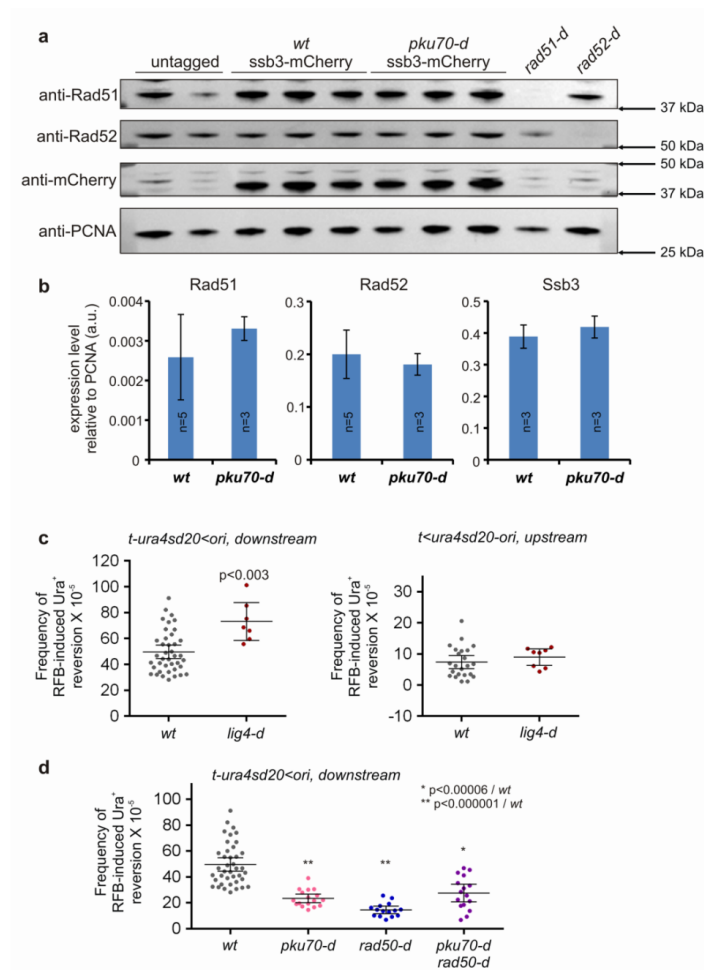 a
untagged
wt
ssb3-mCherry
pku70-d
ssb3-mCherry
rad51-d
rad52-d
anti-Rad51
37 kDa
anti-Rad52
50 kDa
50 kDa
anti-mCherry
37 kDa
anti-PCNA
25 kDa
b
Rad51
Rad52
Ssb3
expression level
relative to PCNA (a.u.)
0.004
0.003
0.002
0.001
0
n=5
n=3
wt
pku70-d
0.3
0.2
0.1
0
n=5
n=3
wt
pku70-d
0.6
0.4
0.2
0
n=3
n=3
wt
pku70-d
c
t-ura4sd20<ori, downstream
Frequency of
RFB-induced Ura+
reversion X 10-5
120
100
80
60
40
20
0
p<0.003
wt
lig4-d
t<ura4sd20-ori, upstream
Frequency of
RFB-induced Ura+
reversion X 10-5
30
20
10
0
-10
wt
lig4-d
d
t-ura4sd20<ori, downstream
* p<0.00006 / wt
** p<0.000001 / wt
Frequency of
RFB-induced Ura+
reversion X 10-5
100
80
60
40
20
0
**
**
*
wt
pku70-d
rad50-d
pku70-d
rad50-d